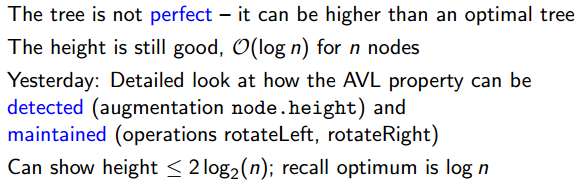 The tree is not perfect – it can be higher than an optimal tree
The height is still good, 𝒪(log n) for n nodes
Yesterday: Detailed look at how the AVL property can be
detected (augmentation node.height) and
maintained (operations rotateLeft, rotateRight)
Can show height ≤ 2 log₂(n); recall optimum is log n